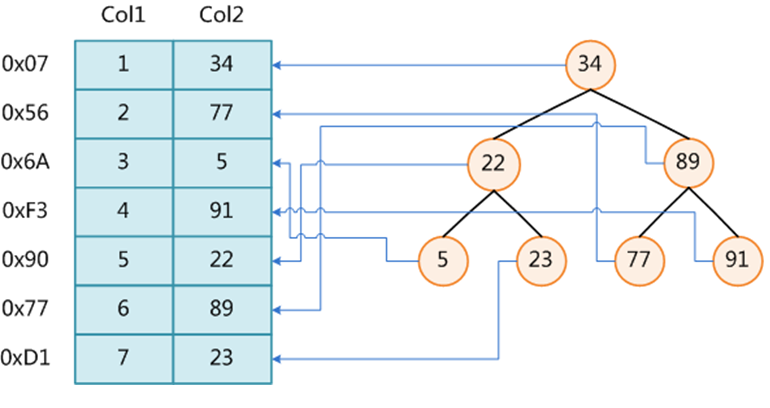 Col1 Col2
0x07 1 34 34
0x56 2 77
0x6A 3 5 22 89
0xF3 4 91
0x90 5 22 5 23 77 91
0x77 6 89
0xD1 7 23